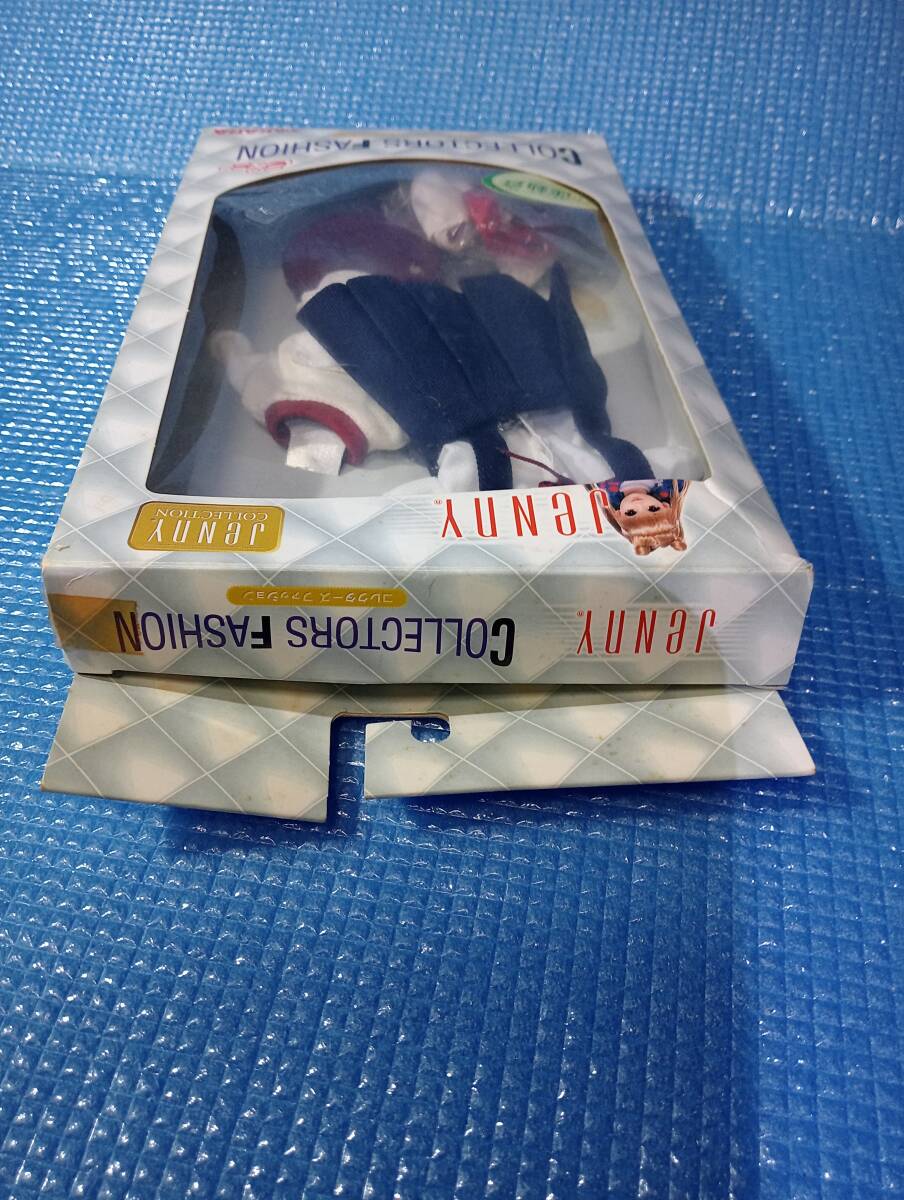 JENNY®
COLLECTORS FASHION
コレクターズ ファッション
JENNY®
JENNY
COLLECTION
COLLECTORS FASHION
TAKARA